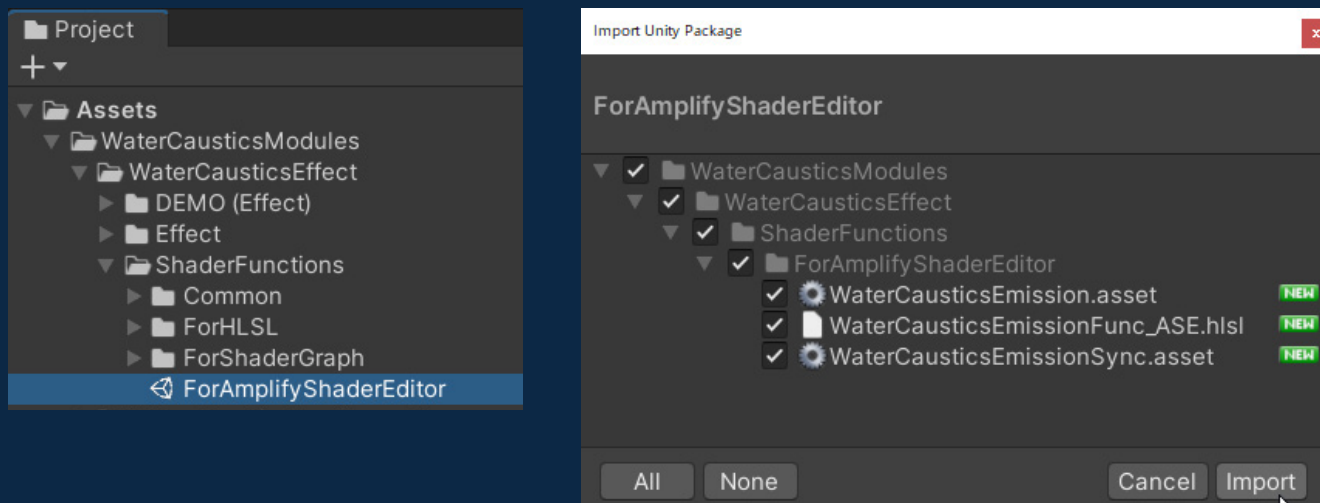 Project
Assets
WaterCausticsModules
WaterCausticsEffect
DEMO (Effect)
Effect
ShaderFunctions
Common
ForHLSL
ForShaderGraph
ForAmplifyShaderEditor
Import Unity Package
x
ForAmplifyShaderEditor
WaterCausticsModules
WaterCausticsEffect
ShaderFunctions
ForAmplifyShaderEditor
WaterCausticsEmission.asset NEW
WaterCausticsEmissionFunc_ASE.hlsl NEW
WaterCausticsEmissionSync.asset NEW
All None Cancel Import